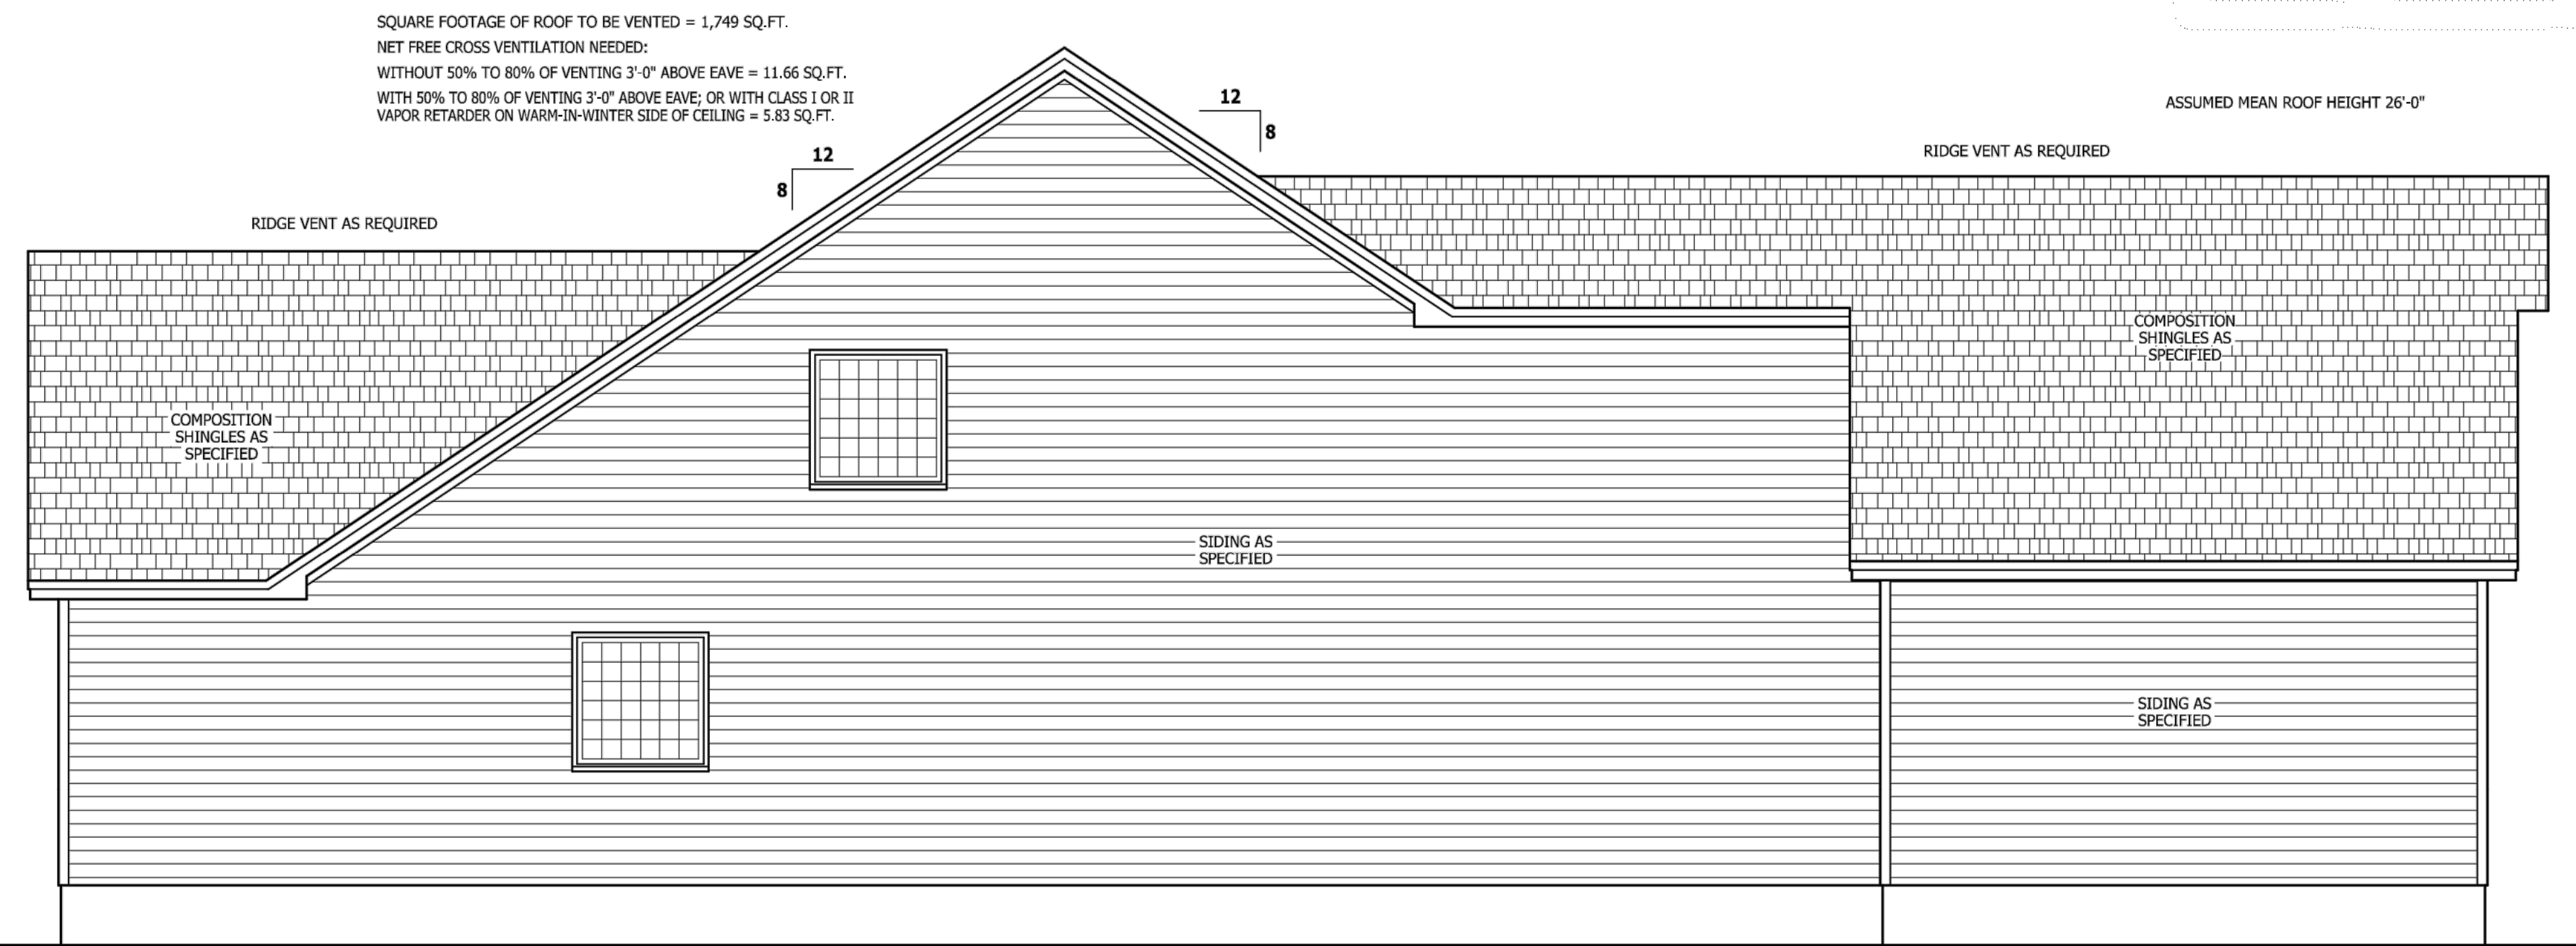 SQUARE FOOTAGE OF ROOF TO BE VENTED = 1,749 SQ.FT.
NET FREE CROSS VENTILATION NEEDED:
WITHOUT 50% TO 80% OF VENTING 3'-0" ABOVE EAVE = 11.66 SQ.FT.
WITH 50% TO 80% OF VENTING 3'-0" ABOVE EAVE; OR WITH CLASS I OR II
VAPOR RETARDER ON WARM-IN-WINTER SIDE OF CEILING = 5.83 SQ.FT.
12
8
ASSUMED MEAN ROOF HEIGHT 26'-0"
12
8
RIDGE VENT AS REQUIRED
RIDGE VENT AS REQUIRED
COMPOSITION
SHINGLES AS
SPECIFIED
COMPOSITION
SHINGLES AS
SPECIFIED
SIDING AS
SPECIFIED
SIDING AS
SPECIFIED